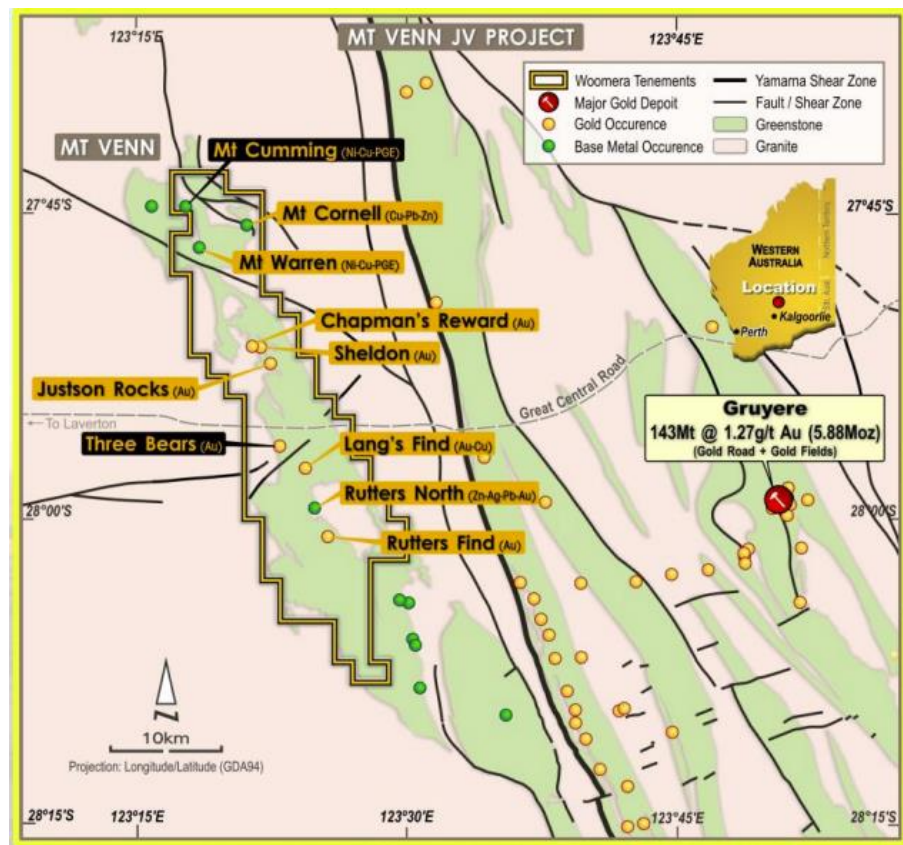 MT VENN JV PROJECT
123°15'E
123°45'E
Woomera Tenements
Major Gold Depoit
Gold Occurence
Base Metal Occurence
Yamarna Shear Zone
Fault / Shear Zone
Greenstone
Granite
MT VENN
Mt Cumming (Ni-Cu-PGE)
27°45'S
27°45'S
Mt Cornell (Cu-Pb-Zn)
Mt Warren (Ni-Cu-PGE)
WESTERN
AUSTRALIA
Location
Kalgoorlie
Perth
Northern Territory
Sth. Aust.
Chapman's Reward (Au)
Sheldon (Au)
Justson Rocks (Au)
Great Central Road
To Laverton
Gruyere
143Mt @ 1.27g/t Au (5.88Moz)
(Gold Road + Gold Fields)
Three Bears (Au)
Lang's Find (Au-Cu)
Rutters North (Zn-Ag-Pb-Au)
28°00'S
28°00'S
Rutters Find (Au)
N
10km
Projection: Longitude/Latitude (GDA94)
28°15'S
123°15'E
123°30'E
123°45'E
28°15'S